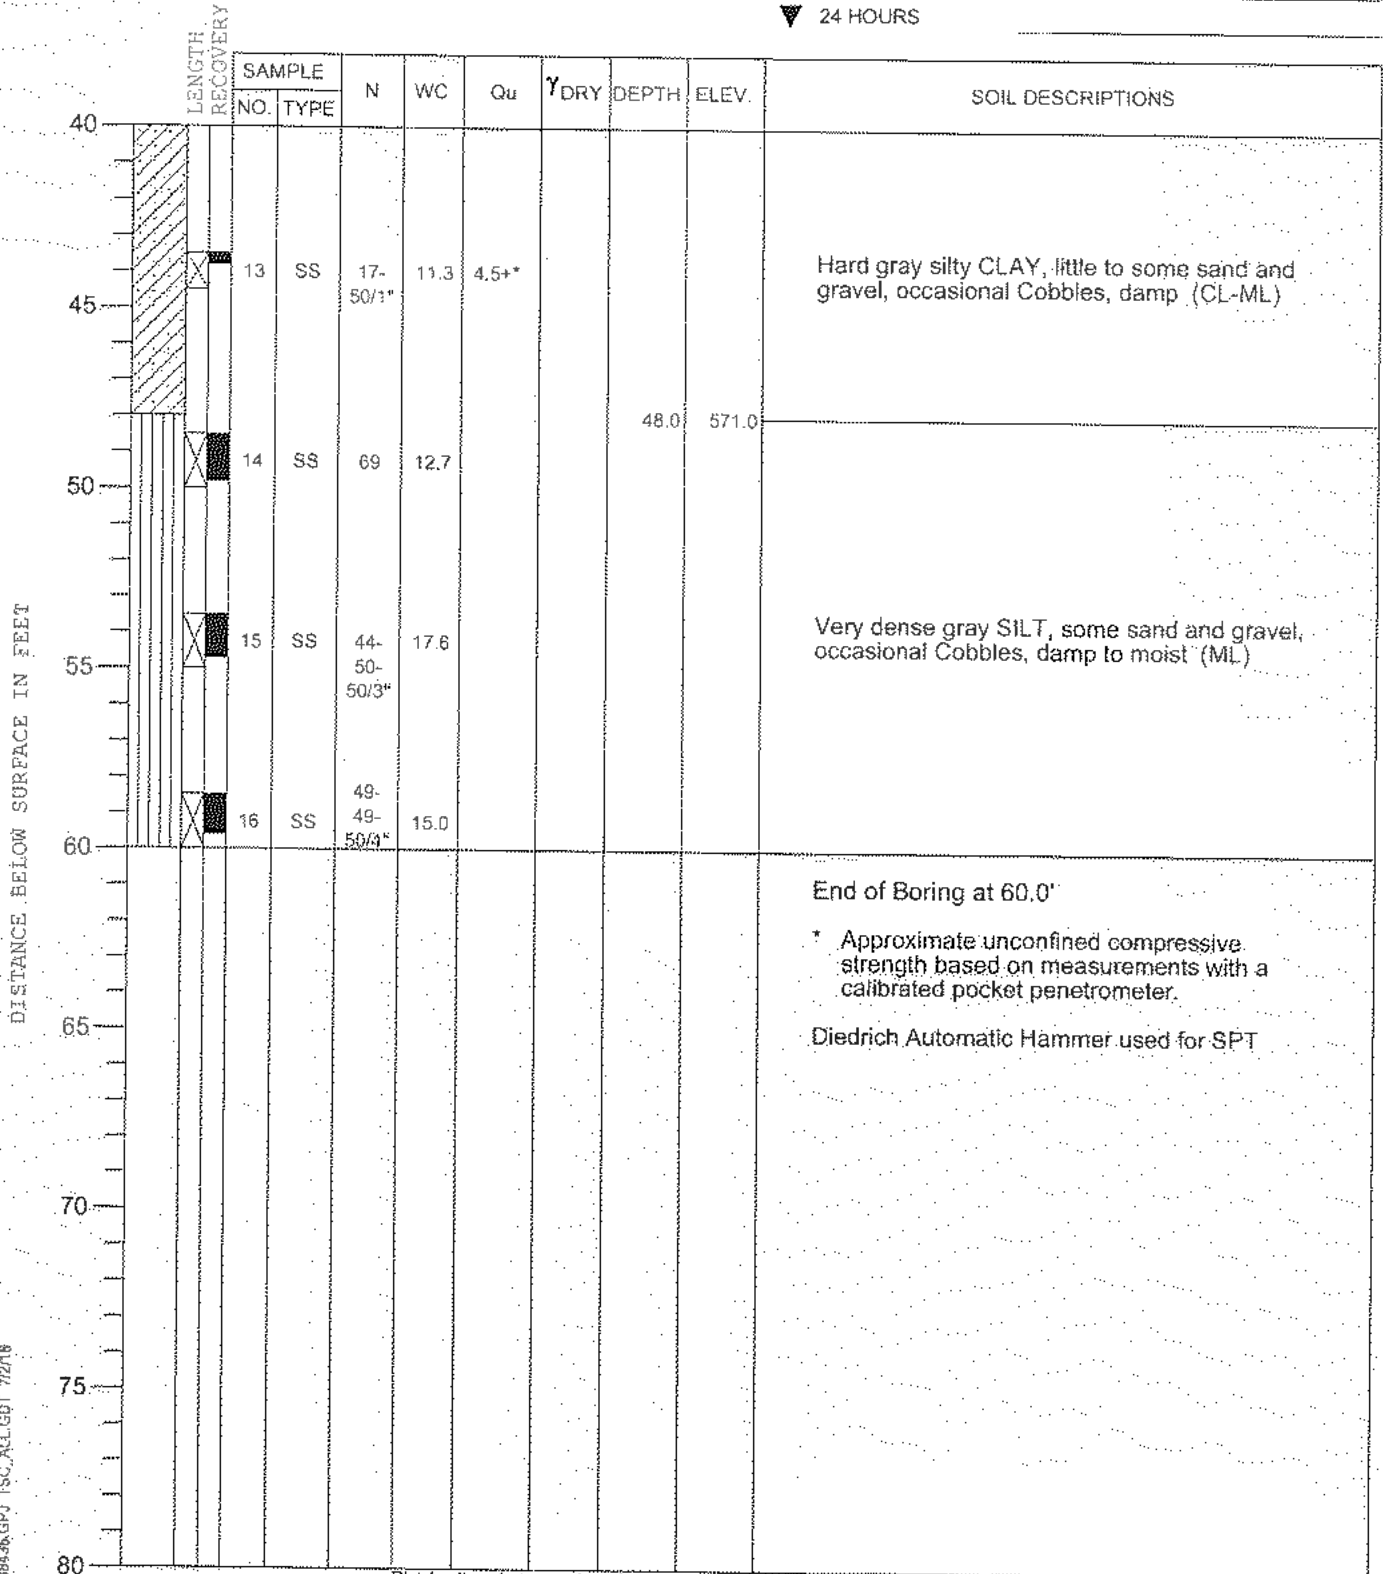 24 HOURS
LENGTH
RECOVERY
SAMPLE
NO. TYPE
N
WC
Qu
γDRY
DEPTH
ELEV.
SOIL DESCRIPTIONS
DISTANCE BELOW SURFACE IN FEET
40
45
50
55
60
65
70
75
80
13 SS 17- 11.3 4.5+*
50/1"
Hard gray silty CLAY, little to some sand and
gravel, occasional Cobbles, damp (CL-ML)
48.0 571.0
14 SS 69 12.7
15 SS 44- 17.6
50-
50/3"
Very dense gray SILT, some sand and gravel,
occasional Cobbles, damp to moist (ML)
49-
16 SS 49- 15.0
50/4"
End of Boring at 60.0'
* Approximate unconfined compressive
strength based on measurements with a
calibrated pocket penetrometer.
Diedrich Automatic Hammer used for SPT
TSC_ALL.GDT 7/2/18